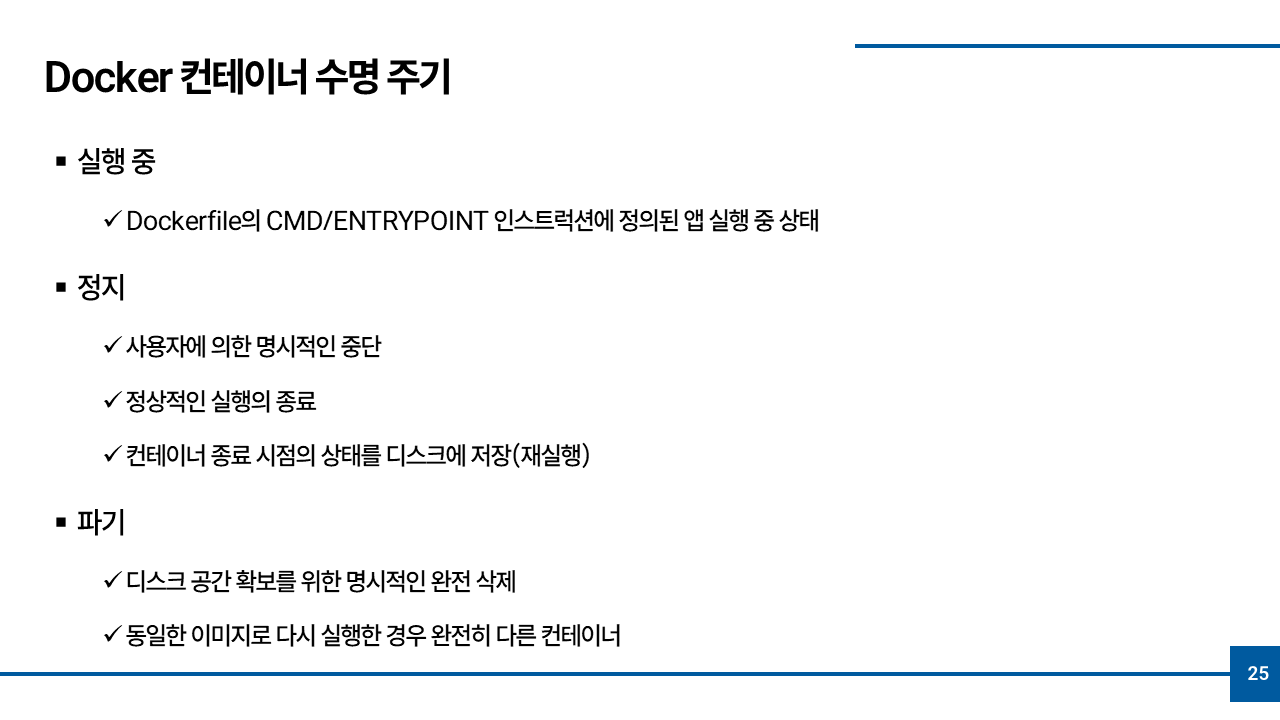 Docker 컨테이너 수명 주기
▪ 실행 중
✓ Dockerfile의 CMD/ENTRYPOINT 인스트럭션에 정의된 앱 실행 중 상태
▪ 정지
✓ 사용자에 의한 명시적인 중단
✓ 정상적인 실행의 종료
✓ 컨테이너 종료 시점의 상태를 디스크에 저장(재실행)
▪ 파기
✓ 디스크 공간 확보를 위한 명시적인 완전 삭제
✓ 동일한 이미지로 다시 실행한 경우 완전히 다른 컨테이너
25